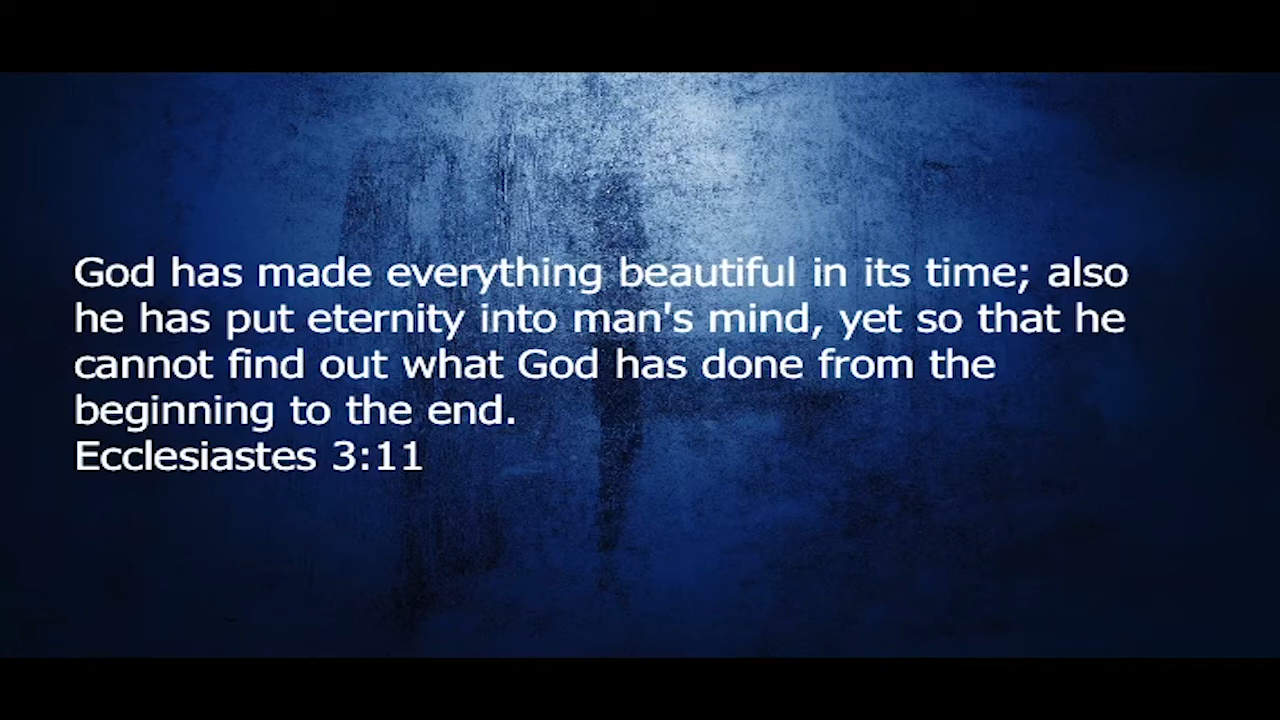 God has made everything beautiful in its time; also
he has put eternity into man's mind, yet so that he
cannot find out what God has done from the
beginning to the end.
Ecclesiastes 3:11